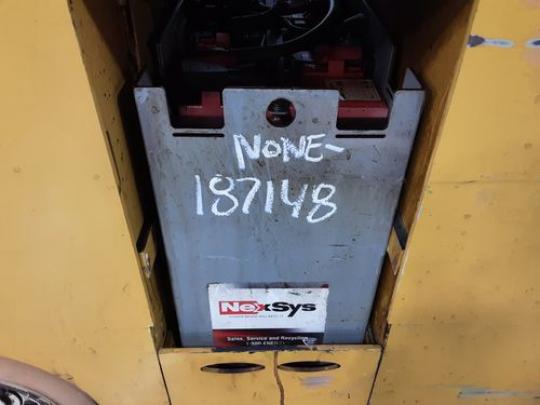 NONE-
187148
NexSys
Sales, Service and Recycling